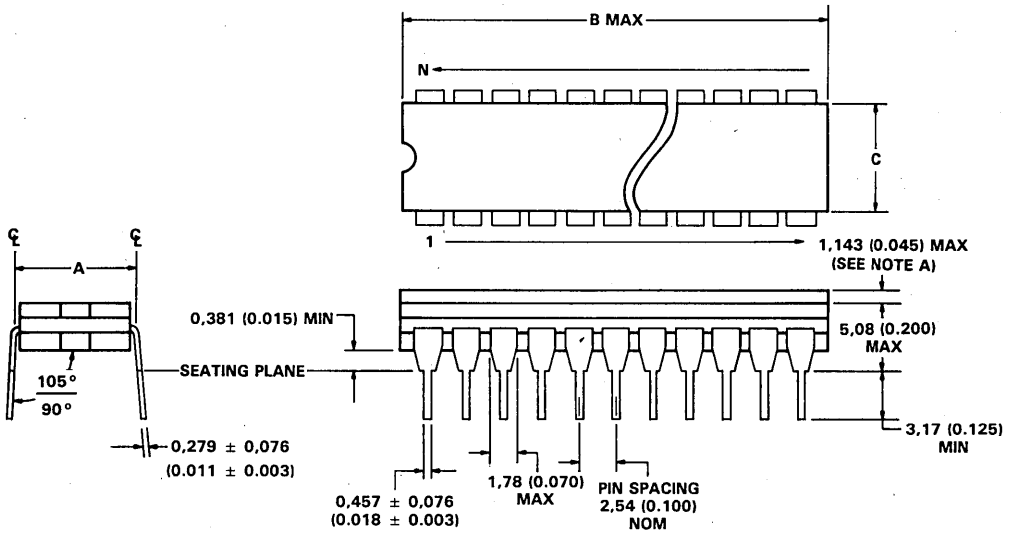 B MAX
N
C
1
1,143 (0.045) MAX
(SEE NOTE A)
℄
℄
A
0,381 (0.015) MIN
5,08 (0.200)
MAX
SEATING PLANE
105°
90°
3,17 (0.125)
MIN
0,279 ± 0,076
(0.011 ± 0.003)
1,78 (0.070)
MAX
PIN SPACING
2,54 (0.100)
NOM
0,457 ± 0,076
(0.018 ± 0.003)